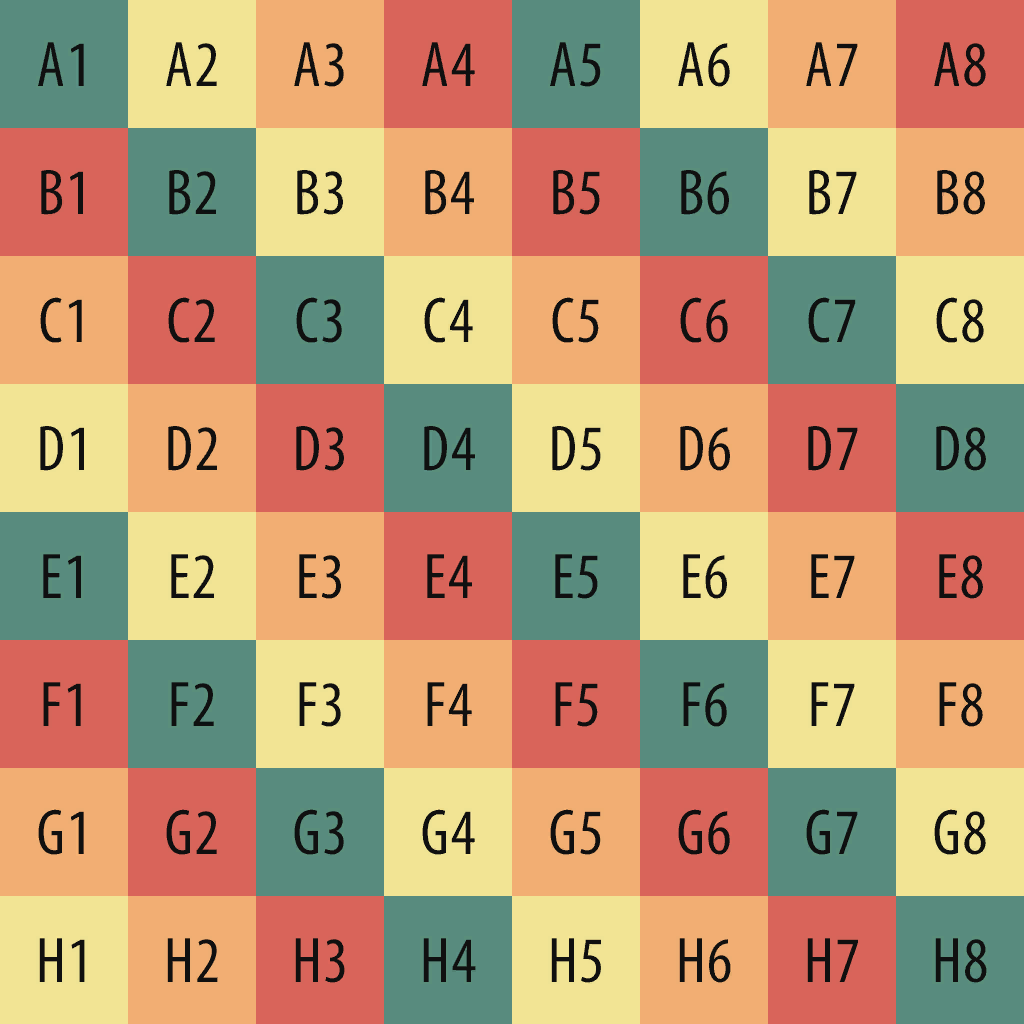 A1 A2 A3 A4 A5 A6 A7 A8
B1 B2 B3 B4 B5 B6 B7 B8
C1 C2 C3 C4 C5 C6 C7 C8
D1 D2 D3 D4 D5 D6 D7 D8
E1 E2 E3 E4 E5 E6 E7 E8
F1 F2 F3 F4 F5 F6 F7 F8
G1 G2 G3 G4 G5 G6 G7 G8
H1 H2 H3 H4 H5 H6 H7 H8